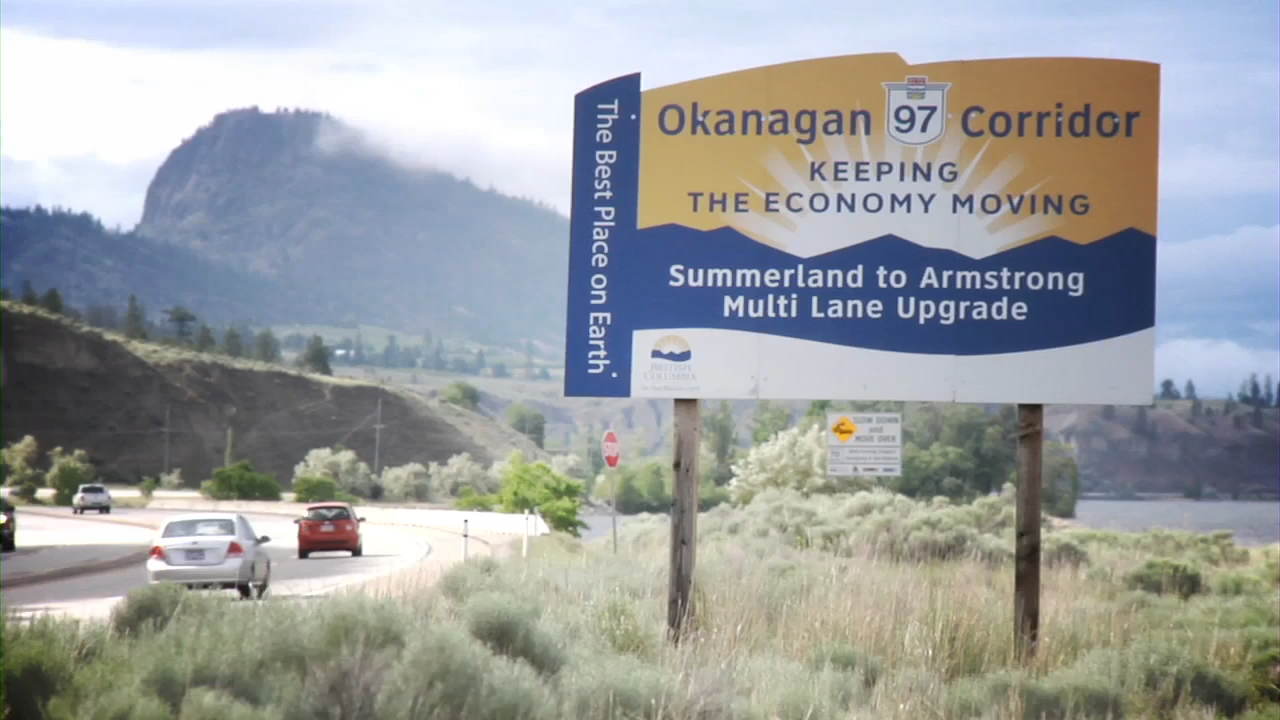 The Best Place on Earth
Okanagan 97 Corridor
KEEPING
THE ECONOMY MOVING
Summerland to Armstrong
Multi Lane Upgrade
BRITISH
COLUMBIA
STOP
SLOW DOWN
and
MOVE OVER